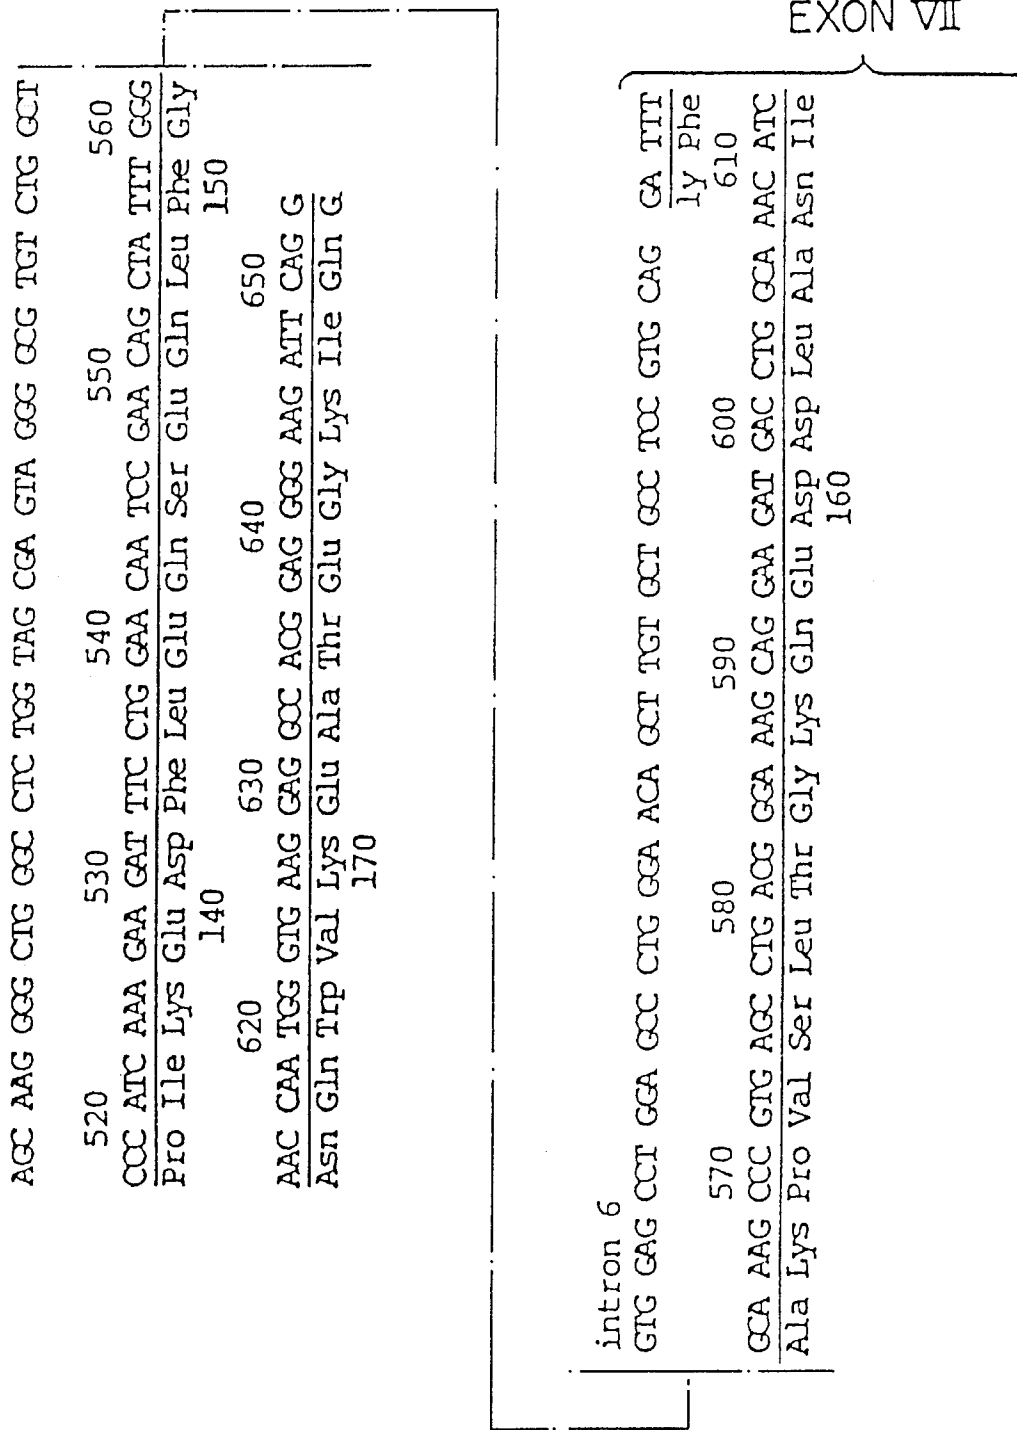 AGC AAG GGG CTG GGC CTC TGG TAG CGA GTA GGG GCG TGT CTG GCT
520 530 540 550 560
CCC ATC AAA GAA GAT TTC CTG GAA CAA TCC GAA CAG CTA TTT GGG
Pro Ile Lys Glu Asp Phe Leu Glu Gln Ser Glu Gln Leu Phe Gly
140 150
620 630 640 650
AAC CAA TGG GTG AAG GAG GCC ACG GAG GGG AAG ATT CAG G
Asn Gln Trp Val Lys Glu Ala Thr Glu Gly Lys Ile Gln G
170
EXON VII
intron 6
GTG GAG CCT GGA GCC CTG GGA ACA GCT TGT GCT GCC TCC GTG CAG GA TTT
ly Phe
570 580 590 600 610
GCA AAG CCC GTG AGC CTG ACG GGA AAG CAG GAA GAT GAC CTG GCA AAC ATC
Ala Lys Pro Val Ser Leu Thr Gly Lys Gln Glu Asp Asp Leu Ala Asn Ile
160